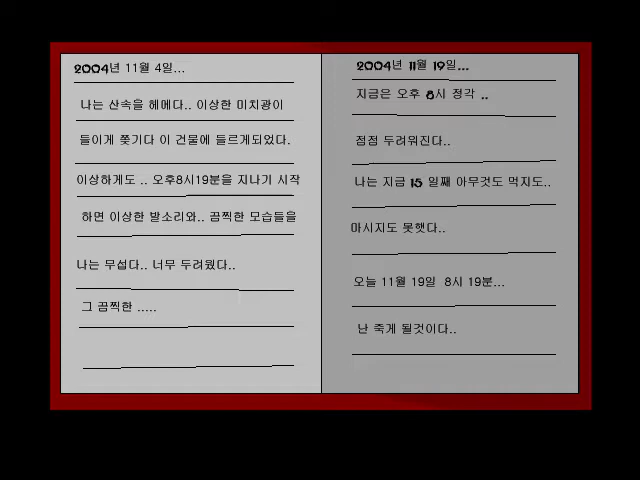 2004년 11월 4일...
나는 산속을 헤메다.. 이상한 미치광이
들이게 쫒기다 이 건물에 들르게되었다.
이상하게도 .. 오후8시19분을 지나기 시작
하면 이상한 발소리와.. 끔찍한 모습들을
나는 무섭다.. 너무 두려웠다..
그 끔찍한 .....
2004년 11월 19일...
지금은 오후 8시 정각 ..
점점 두려워진다..
나는 지금 15 일째 아무것도 먹지도..
마시지도 못햇다..
오늘 11월 19일 8시 19분...
난 죽게 될것이다..